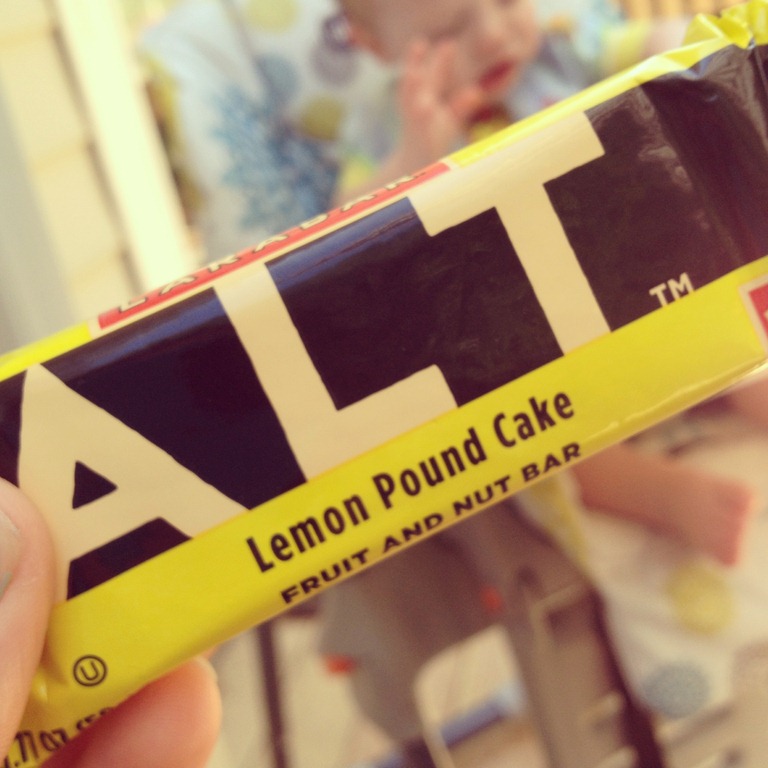 LÄRABAR
ALT™
Lemon Pound Cake
FRUIT AND NUT BAR
U